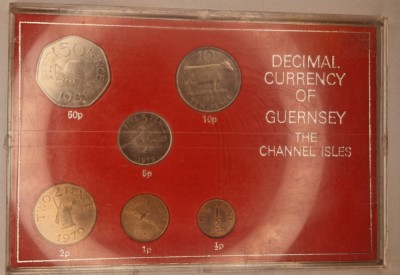 DECIMAL
CURRENCY
OF
GUERNSEY
THE
CHANNEL ISLES
50p
10p
5p
2p
1p
½p